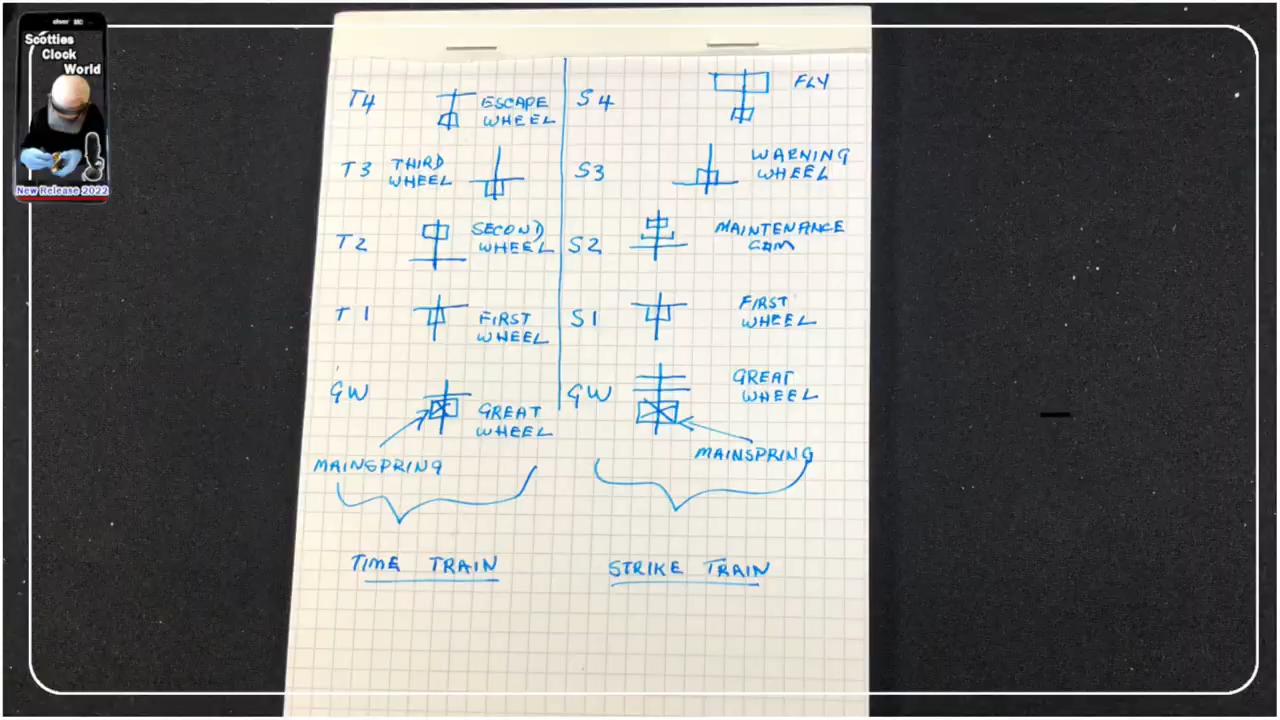 silver
Scotties
Clock
World
New Release 2022
T4
ESCAPE
WHEEL
T3
THIRD
WHEEL
T2
SECOND
WHEEL
T1
FIRST
WHEEL
GW
GREAT
WHEEL
MAINSPRING
TIME TRAIN
S4
FLY
S3
WARNING
WHEEL
S2
MAINTENANCE
CAM
S1
FIRST
WHEEL
GW
GREAT
WHEEL
MAINSPRING
STRIKE TRAIN